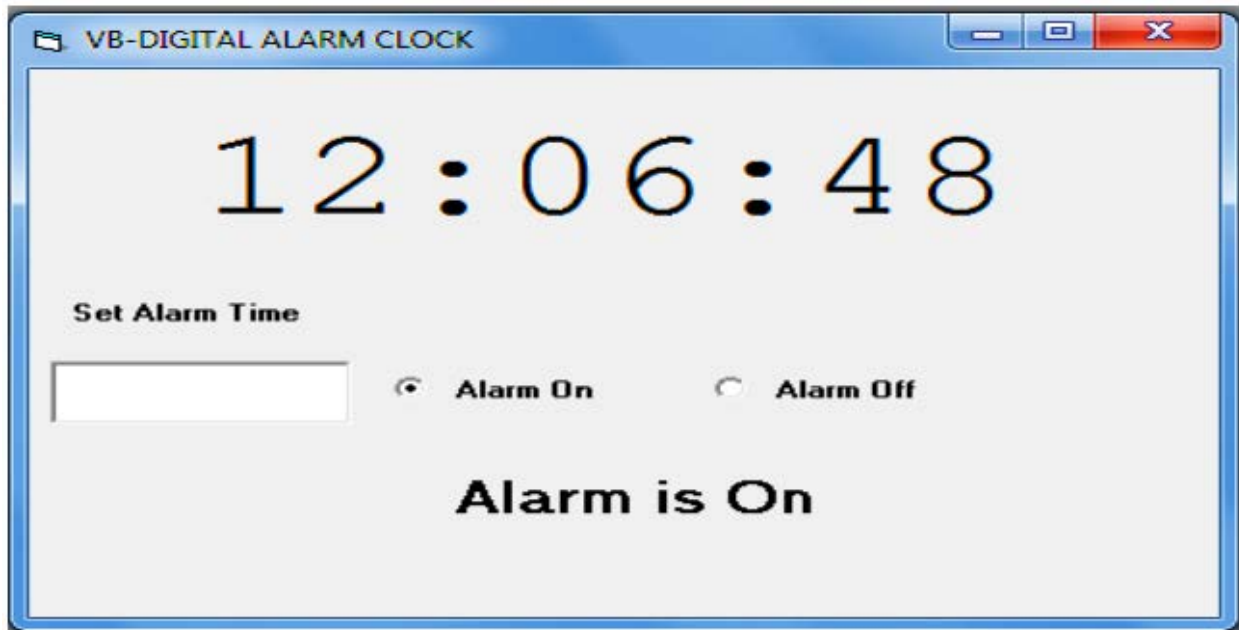 VB-DIGITAL ALARM CLOCK
12:06:48
Set Alarm Time
Alarm On Alarm Off
Alarm is On